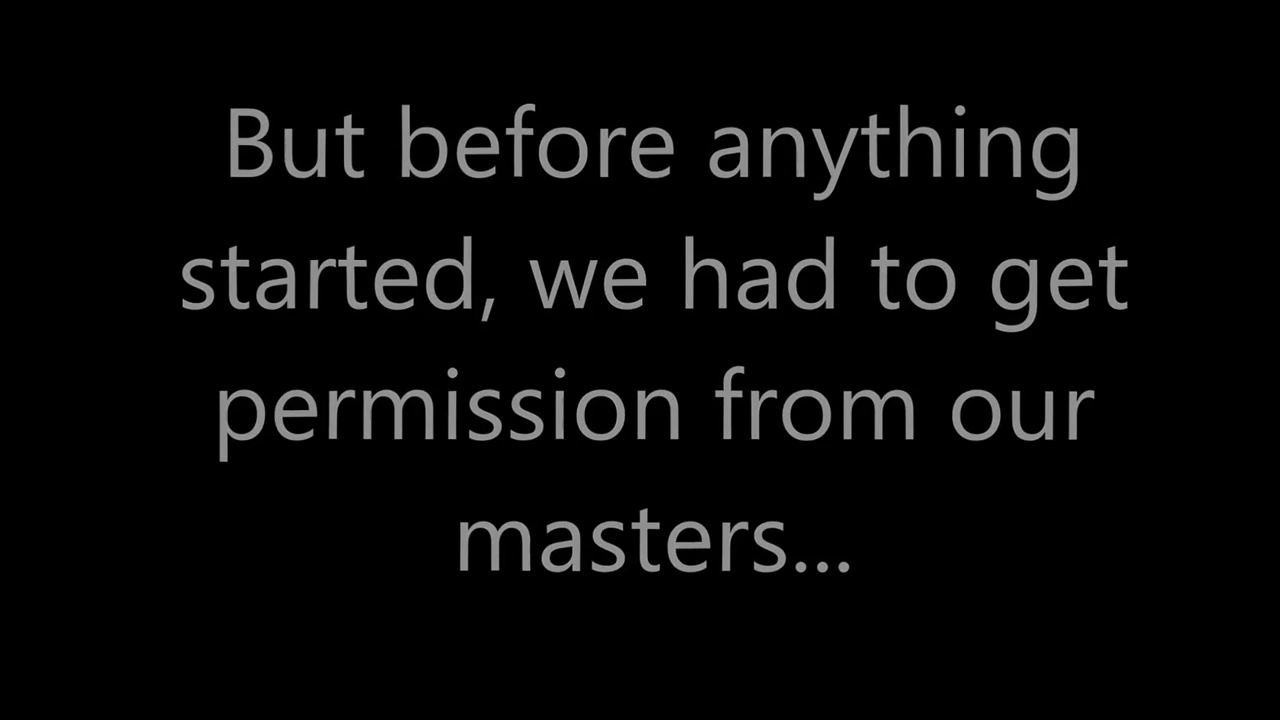 But before anything
started, we had to get
permission from our
masters...